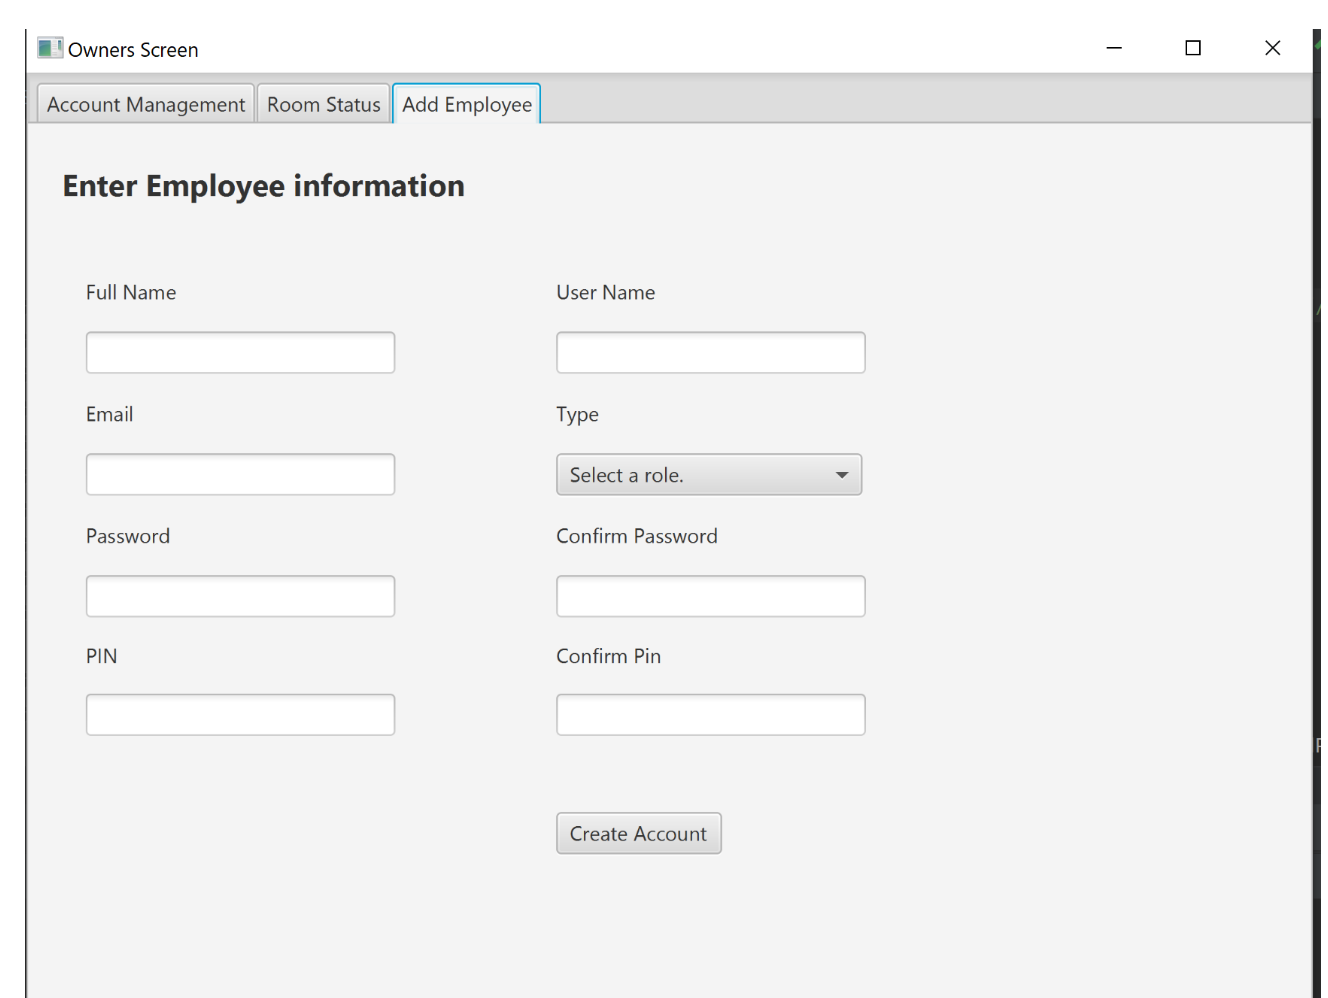 Owners Screen
Account Management Room Status Add Employee
Enter Employee information
Full Name User Name
Email Type
Select a role.
Password Confirm Password
PIN Confirm Pin
Create Account